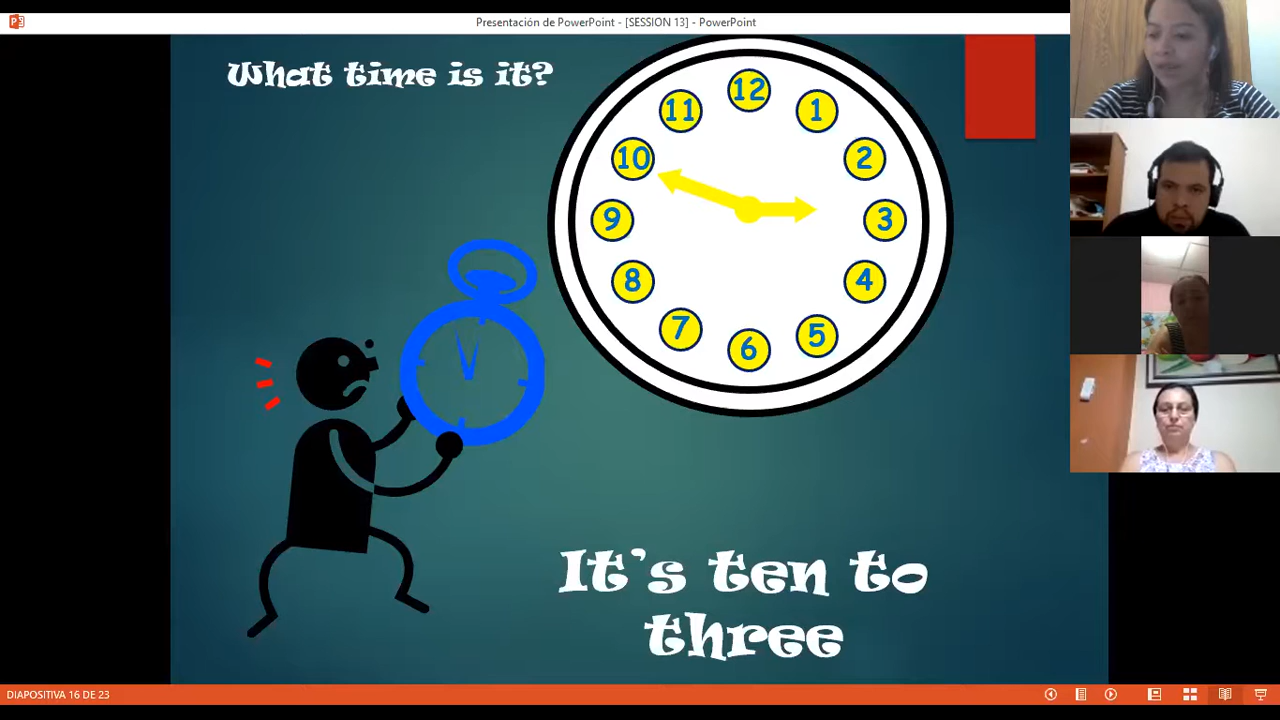 Presentación de PowerPoint - [SESSION 13] - PowerPoint
What time is it?
12
11
1
10
2
9
3
8
4
7
5
6
It's ten to
three
DIAPOSITIVA 16 DE 23